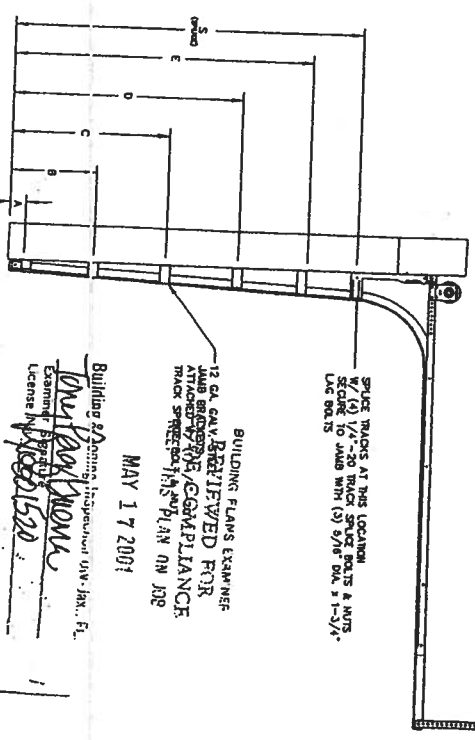 S
(SPLICE)
E
D
C
B
A
SPLICE TRACKS AT THIS LOCATION
W/ (4) 1/4"-20 TRACK SPLICE BOLTS & NUTS
SECURE TO JAMB WITH (3) 5/16" DIA. x 1-3/4"
LAG BOLTS
BUILDING PLANS EXAMINER
REVIEWED FOR
CODE COMPLIANCE
THIS PLAN ON JOB
12 GA. GALV. STEEL
JAMB BRACKETS
ATTACHED
TRACK
BOLT & NUT
MAY 17 2001
Building & Zoning Inspection Div. Jax., FL.
Examiner Signature
License No.